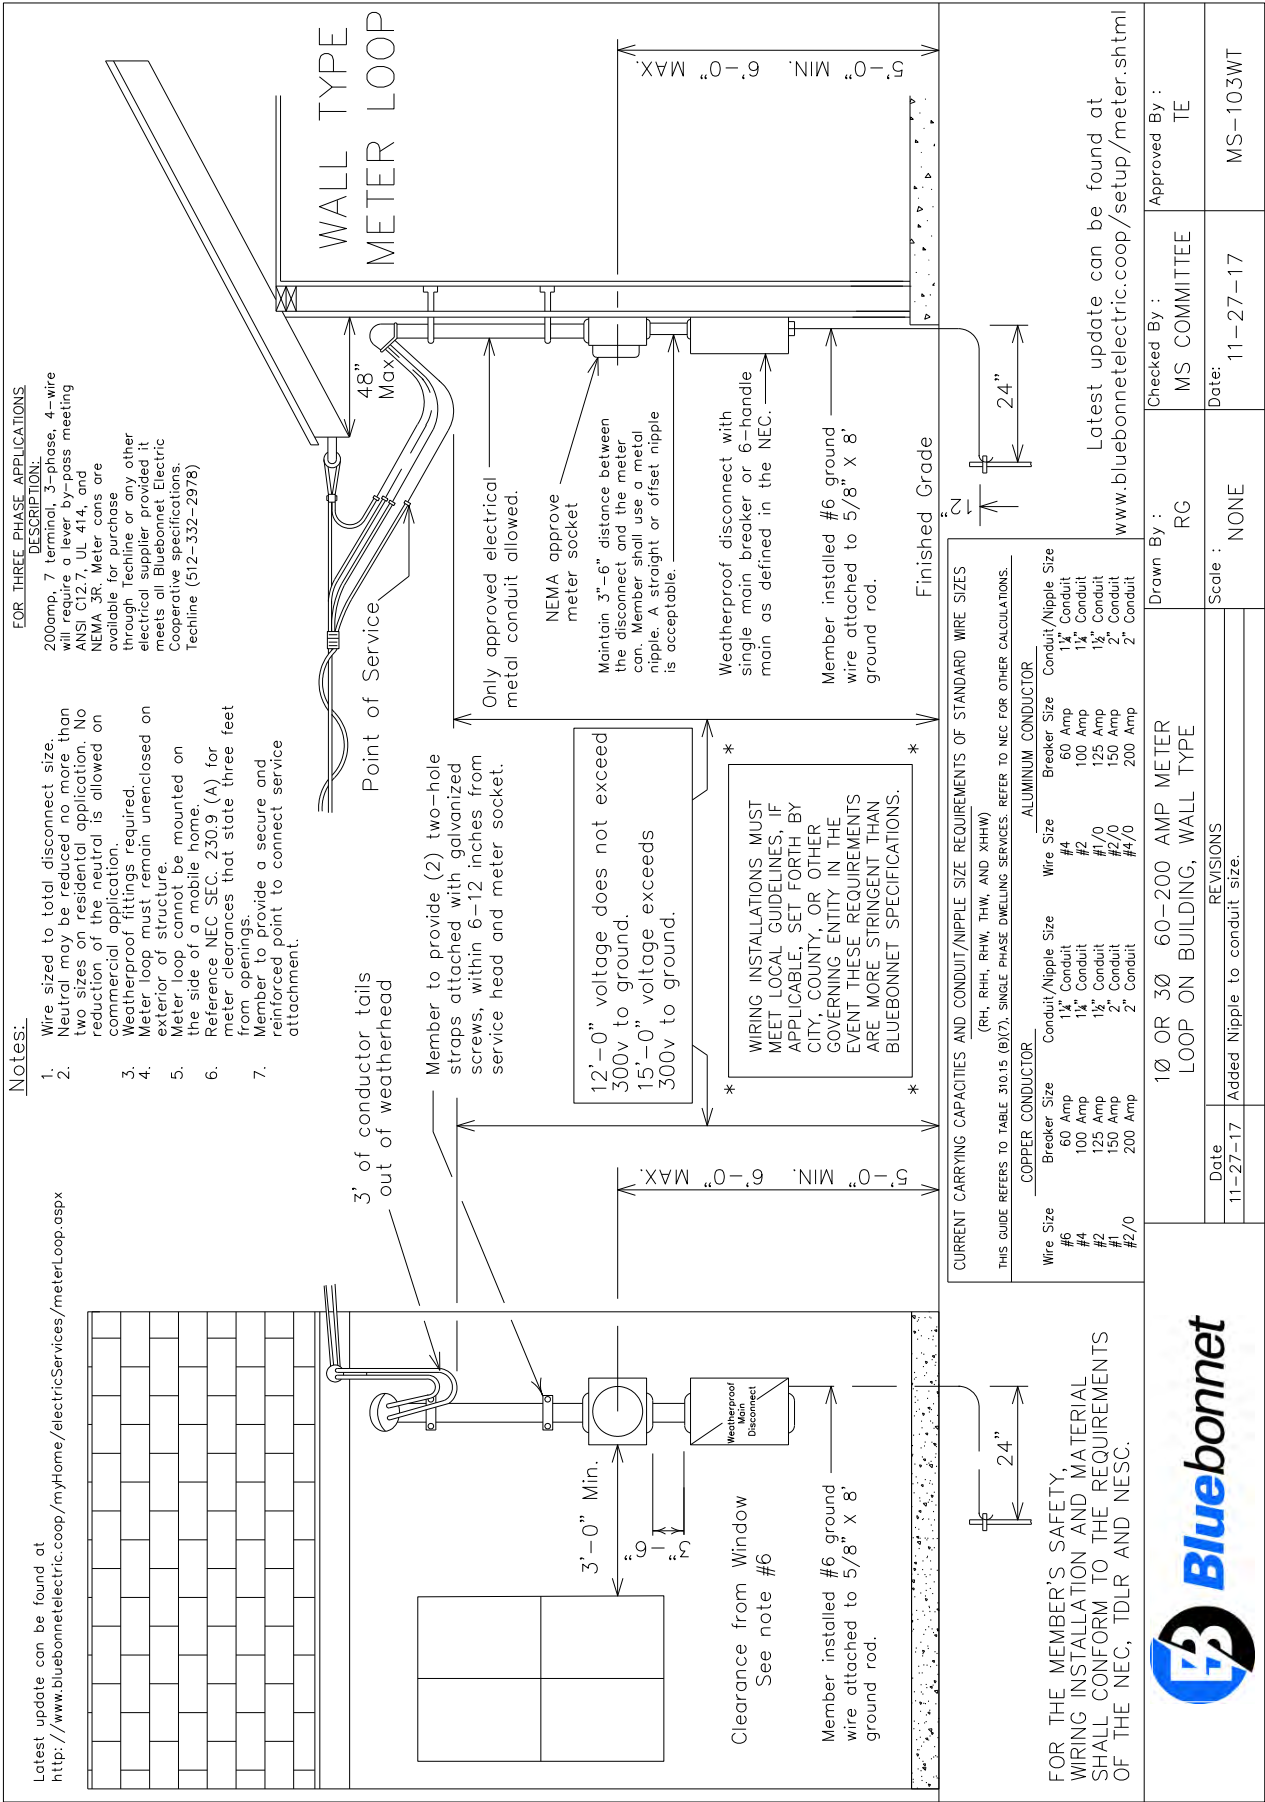 Latest update can be found at
http://www.bluebonnetelectric.coop/myHome/electricServices/meterLoop.aspx
Notes:
1. Wire sized to total disconnect size.
2. Neutral may be reduced no more than
two sizes on residental application. No
reduction of the neutral is allowed on
commercial application.
3. Weatherproof fittings required.
4. Meter loop must remain unenclosed on
exterior of structure.
5. Meter loop cannot be mounted on
the side of a mobile home.
6. Reference NEC SEC. 230.9 (A) for
meter clearances that state three feet
from openings.
7. Member to provide a secure and
reinforced point to connect service
attachment.
FOR THREE PHASE APPLICATIONS
DESCRIPTION:
200amp, 7 terminal, 3-phase, 4-wire
will require a lever by-pass meeting
ANSI C12.7, UL 414, and
NEMA 3R. Meter cans are
available for purchase
through Techline or any other
electrical supplier provided it
meets all Bluebonnet Electric
Cooperative specifications.
Techline (512-332-2978)
WALL TYPE
METER LOOP
3' of conductor tails
out of weatherhead
Member to provide (2) two-hole
straps attached with galvanized
screws, within 6-12 inches from
service head and meter socket.
Point of Service
48"
Max
Only approved electrical
metal conduit allowed.
NEMA approve
meter socket
Maintain 3"-6" distance between
the disconnect and the meter
can. Member shall use a metal
nipple. A straight or offset nipple
is acceptable.
Weatherproof disconnect with
single main breaker or 6-handle
main as defined in the NEC.
Member installed #6 ground
wire attached to 5/8" X 8'
ground rod.
Finished Grade
12"
24"
5'-0" MIN. 6'-0" MAX.
12'-0" voltage does not exceed
300v to ground.
15'-0" voltage exceeds
300v to ground.
* *
WIRING INSTALLATIONS MUST
MEET LOCAL GUIDELINES, IF
APPLICABLE, SET FORTH BY
CITY, COUNTY, OR OTHER
GOVERNING ENTITY IN THE
EVENT THESE REQUIREMENTS
ARE MORE STRINGENT THAN
BLUEBONNET SPECIFICATIONS.
* *
5'-0" MIN. 6'-0" MAX.
Weatherproof
Main
Disconnect
3'-0" Min.
3"-6"
Clearance from Window
See note #6
Member installed #6 ground
wire attached to 5/8" X 8'
ground rod.
24"
FOR THE MEMBER'S SAFETY,
WIRING INSTALLATION AND MATERIAL
SHALL CONFORM TO THE REQUIREMENTS
OF THE NEC, TDLR AND NESC.
CURRENT CARRYING CAPACITIES AND CONDUIT/NIPPLE SIZE REQUIREMENTS OF STANDARD WIRE SIZES
(RH, RHH, RHW, THW, AND XHHW)
THIS GUIDE REFERS TO TABLE 310.15 (B)(7), SINGLE PHASE DWELLING SERVICES. REFER TO NEC FOR OTHER CALCULATIONS.
COPPER CONDUCTOR ALUMINUM CONDUCTOR
Wire Size Breaker Size Conduit/Nipple Size Wire Size Breaker Size Conduit/Nipple Size
#6 60 Amp 1¼" Conduit #4 60 Amp 1¼" Conduit
#4 100 Amp 1¼" Conduit #2 100 Amp 1¼" Conduit
#2 125 Amp 1½" Conduit #1/0 125 Amp 1½" Conduit
#1 150 Amp 2" Conduit #2/0 150 Amp 2" Conduit
#2/0 200 Amp 2" Conduit #4/0 200 Amp 2" Conduit
Latest update can be found at
www.bluebonnetelectric.coop/setup/meter.shtml
Bluebonnet
1Ø OR 3Ø 60-200 AMP METER
LOOP ON BUILDING, WALL TYPE
Date REVISIONS
11-27-17 Added Nipple to conduit size.
Drawn By :
RG
Checked By :
MS COMMITTEE
Approved By :
TE
Scale :
NONE
Date:
11-27-17
MS-103WT